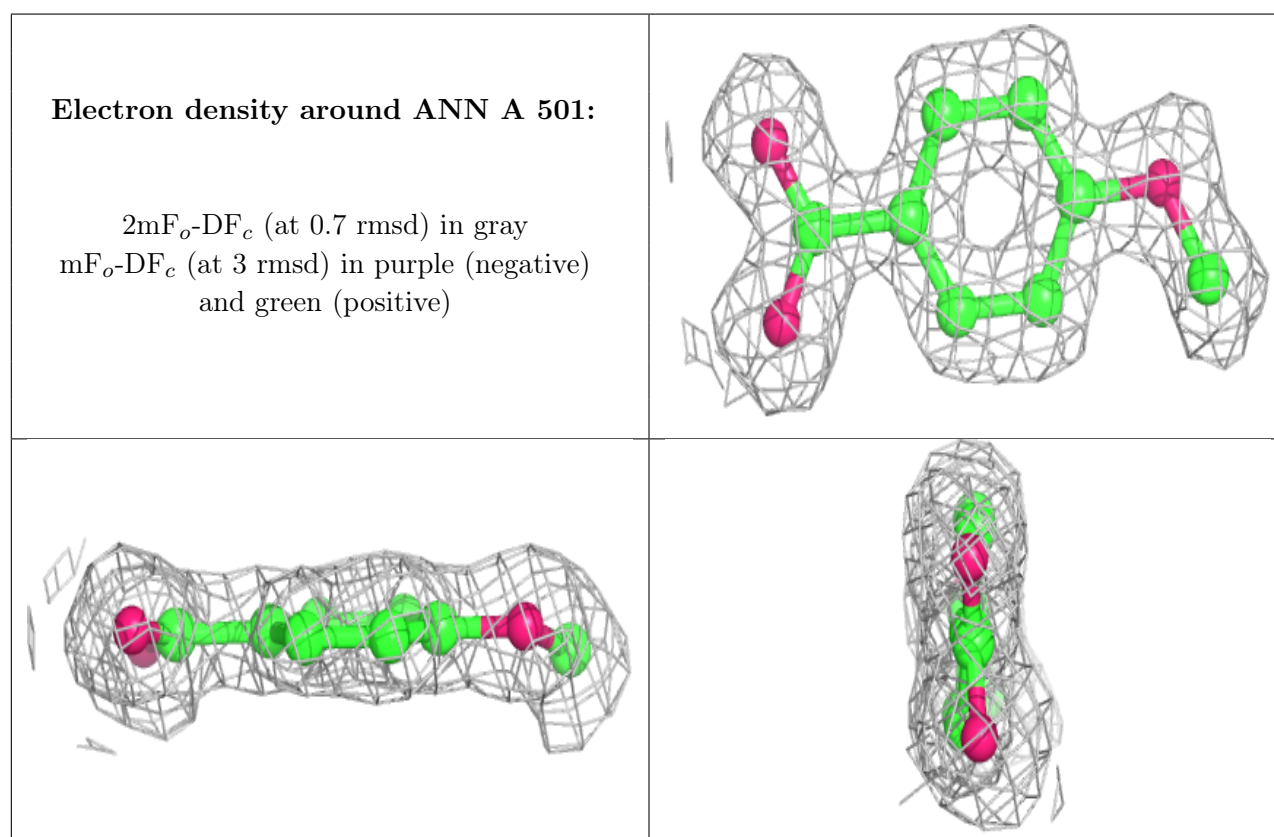 Electron density around ANN A 501:
2mFo-DFc (at 0.7 rmsd) in gray
mFo-DFc (at 3 rmsd) in purple (negative)
and green (positive)